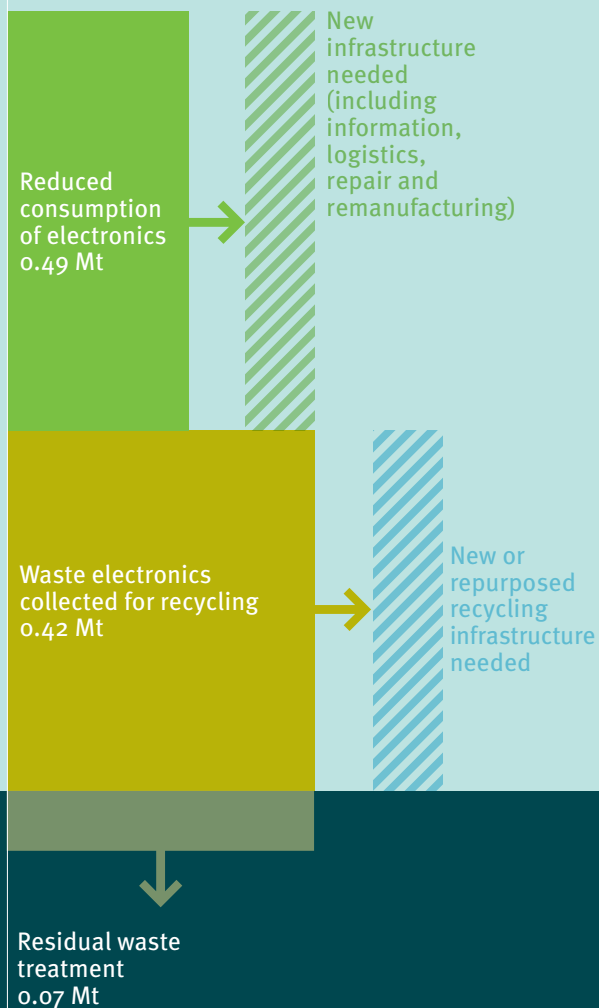 New
infrastructure
needed
(including
information,
logistics,
repair and
remanufacturing)
Reduced
consumption
of electronics
0.49 Mt
Waste electronics
collected for recycling
0.42 Mt
New or
repurposed
recycling
infrastructure
needed
Residual waste
treatment
0.07 Mt